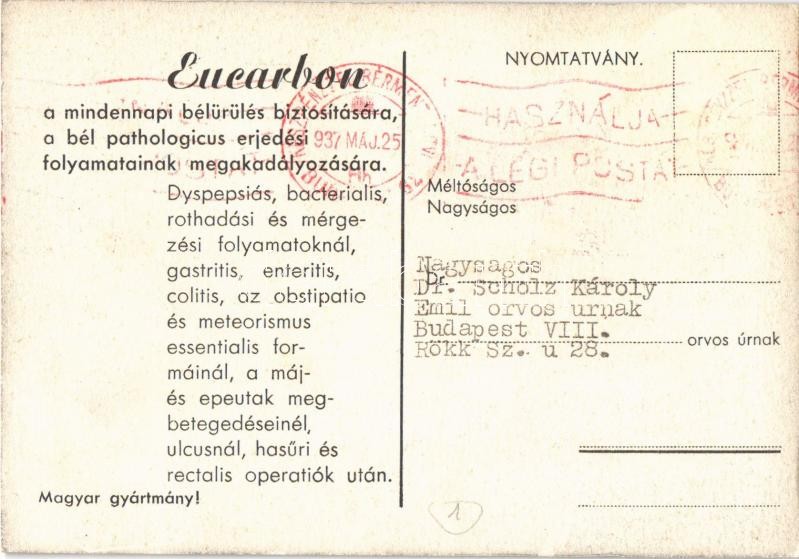 Eucarbon
a mindennapi bélürülés biztosítására,
a bél pathologicus erjedési
folyamatainak megakadályozására.
Dyspepsiás, bacterialis,
rothadási és mérge-
zési folyamatoknál,
gastritis, enteritis,
colitis, az obstipatio
és meteorismus
essentialis for-
máinál, a máj-
és epeutak meg-
betegedéseinél,
ulcusnál, hasűri és
rectalis operatiók után.
Magyar gyártmány!
NYOMTATVÁNY.
937 MÁJ. 25
HASZNÁLJA
A LÉGI POSTÁT
Méltóságos
Nagyságos
Nagysagos
Dr.
Dr. Scholz Károly
Emil orvos urnak
Budapest VIII.
Rökk Sz. u 28.
orvos úrnak
1